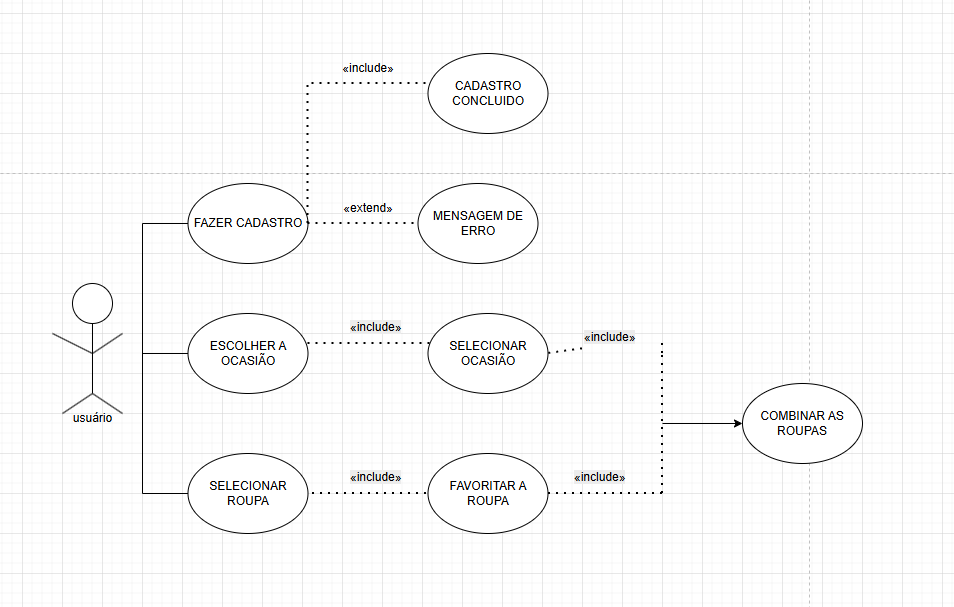 «include»
CADASTRO
CONCLUIDO
«extend»
FAZER CADASTRO
MENSAGEM DE
ERRO
«include»
«include»
ESCOLHER A
OCASIÃO
SELECIONAR
OCASIÃO
usuário
COMBINAR AS
ROUPAS
«include»
«include»
SELECIONAR
ROUPA
FAVORITAR A
ROUPA